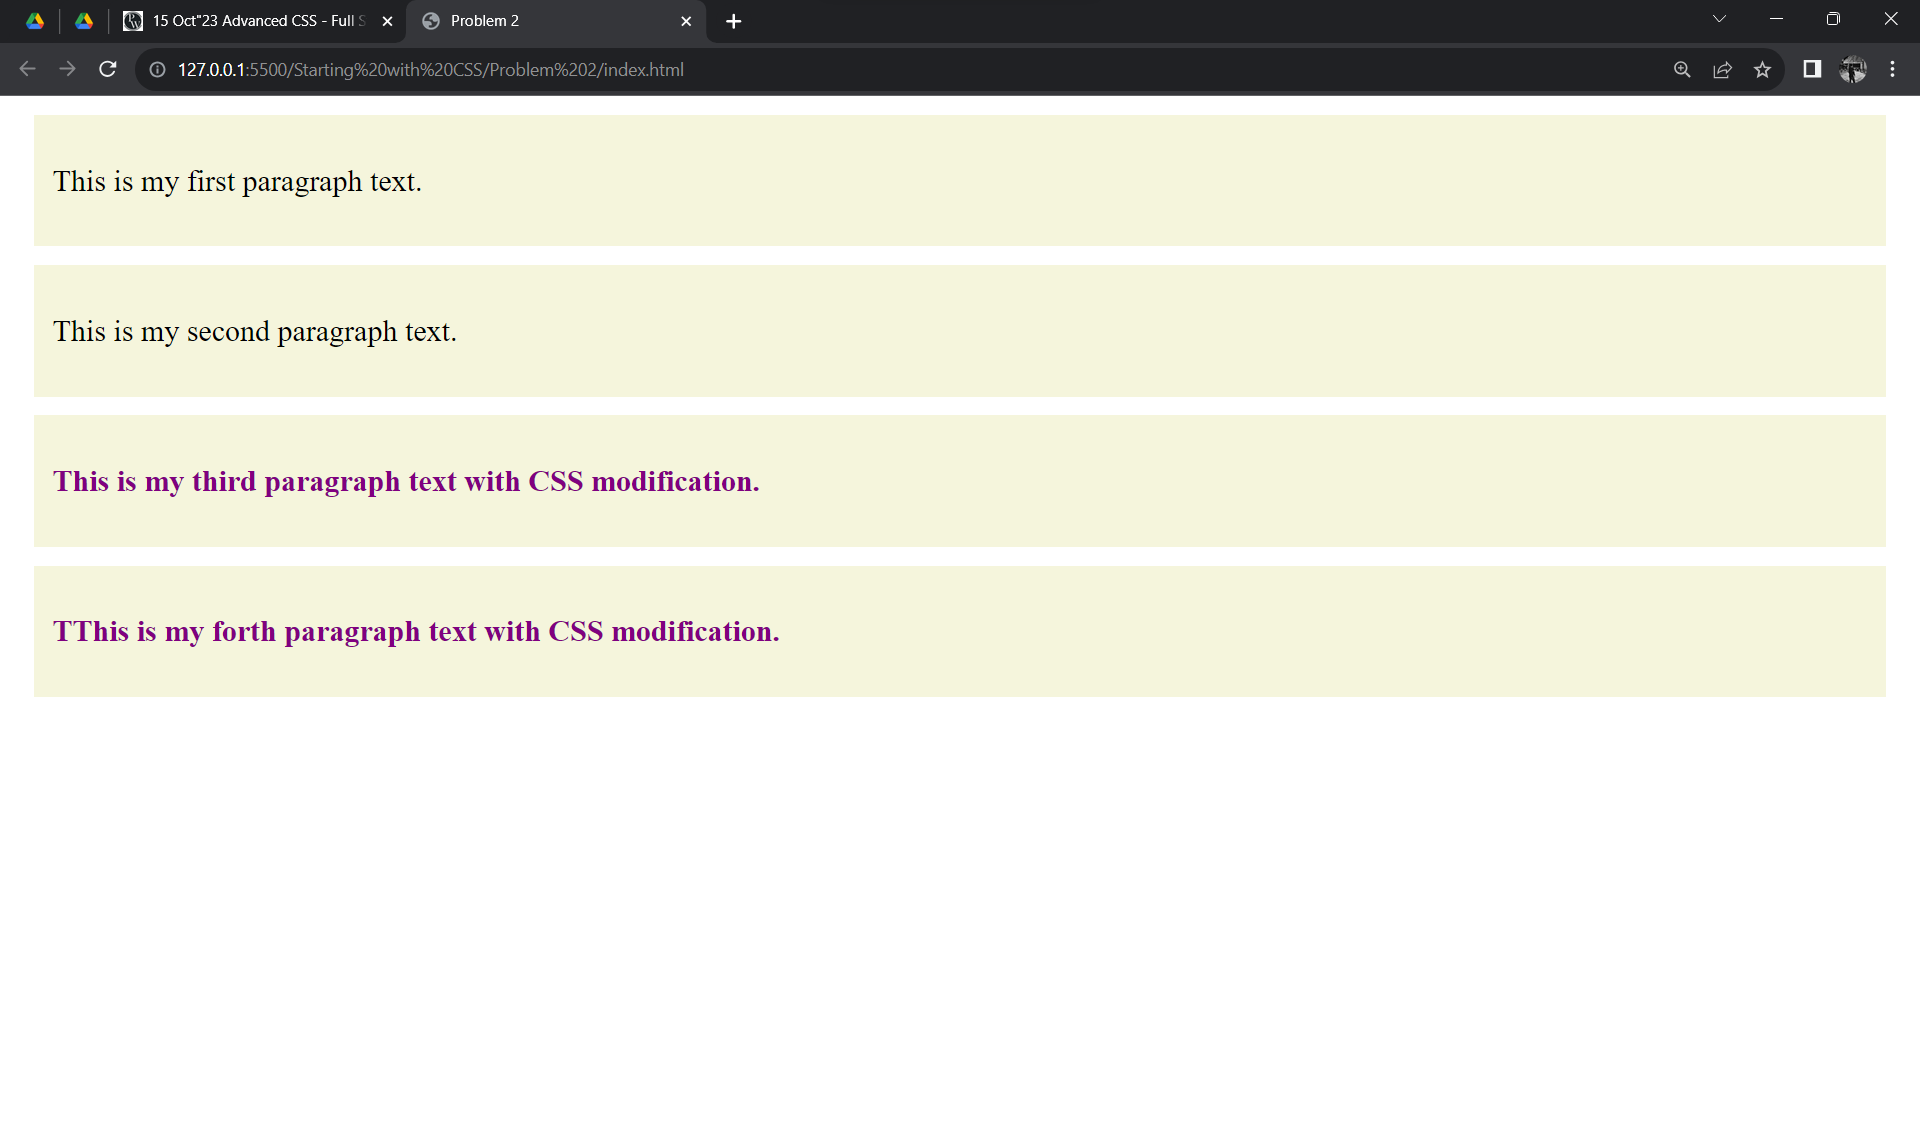 15 Oct"23 Advanced CSS - Full S
Problem 2
127.0.0.1:5500/Starting%20with%20CSS/Problem%202/index.html
This is my first paragraph text.
This is my second paragraph text.
This is my third paragraph text with CSS modification.
TThis is my forth paragraph text with CSS modification.